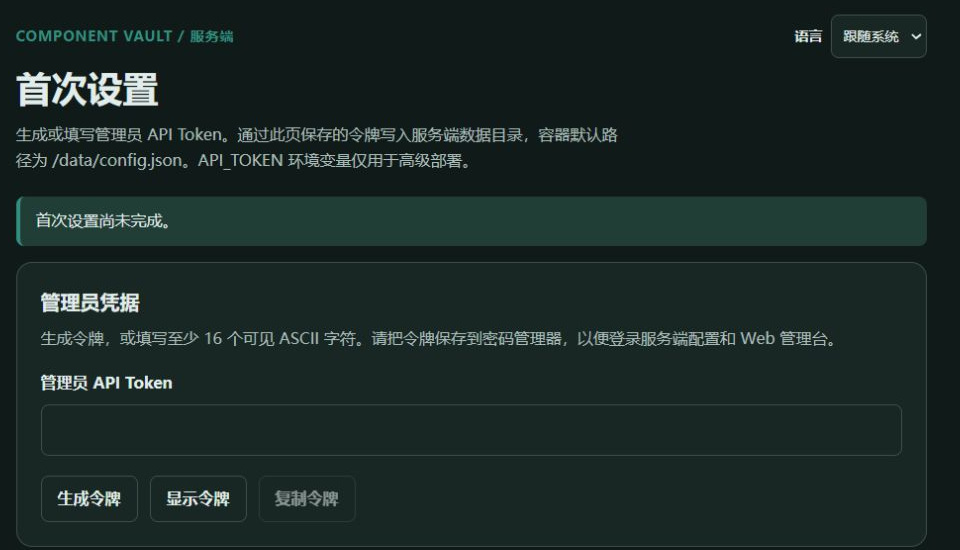 COMPONENT VAULT / 服务端
语言 跟随系统
首次设置
生成或填写管理员 API Token。通过此页保存的令牌写入服务端数据目录，容器默认路
径为 /data/config.json。API_TOKEN 环境变量仅用于高级部署。
首次设置尚未完成。
管理员凭据
生成令牌，或填写至少 16 个可见 ASCII 字符。请把令牌保存到密码管理器，以便登录服务端配置和 Web 管理台。
管理员 API Token
生成令牌 显示令牌 复制令牌